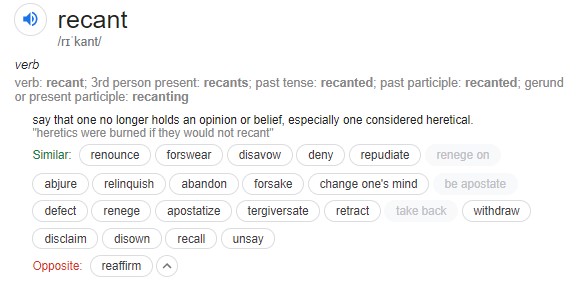 recant
/rɪˈkant/
verb
verb: recant; 3rd person present: recants; past tense: recanted; past participle: recanted; gerund
or present participle: recanting
say that one no longer holds an opinion or belief, especially one considered heretical.
"heretics were burned if they would not recant"
Similar: renounce forswear disavow deny repudiate renege on
abjure relinquish abandon forsake change one's mind be apostate
defect renege apostatize tergiversate retract take back withdraw
disclaim disown recall unsay
Opposite: reaffirm